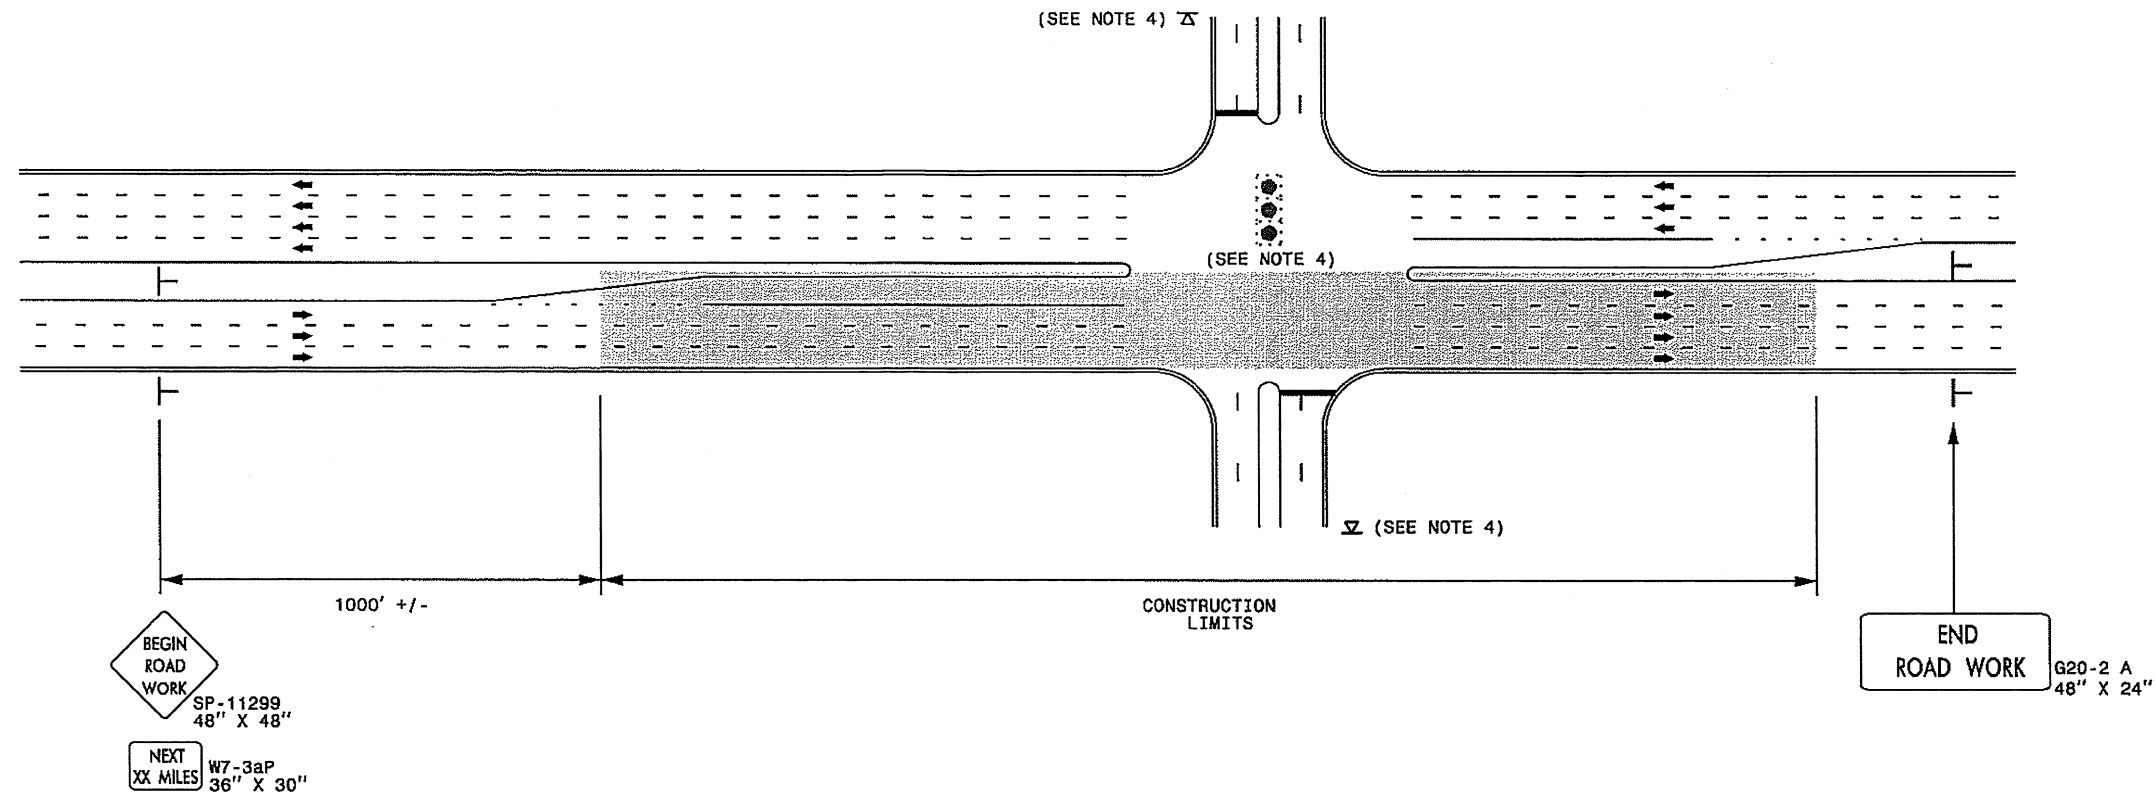 (SEE NOTE 4)
(SEE NOTE 4)
(SEE NOTE 4)
1000' +/-
CONSTRUCTION
LIMITS
BEGIN
ROAD
WORK
SP-11299
48" X 48"
NEXT
XX MILES
W7-3aP
36" X 30"
END
ROAD WORK
G20-2 A
48" X 24"